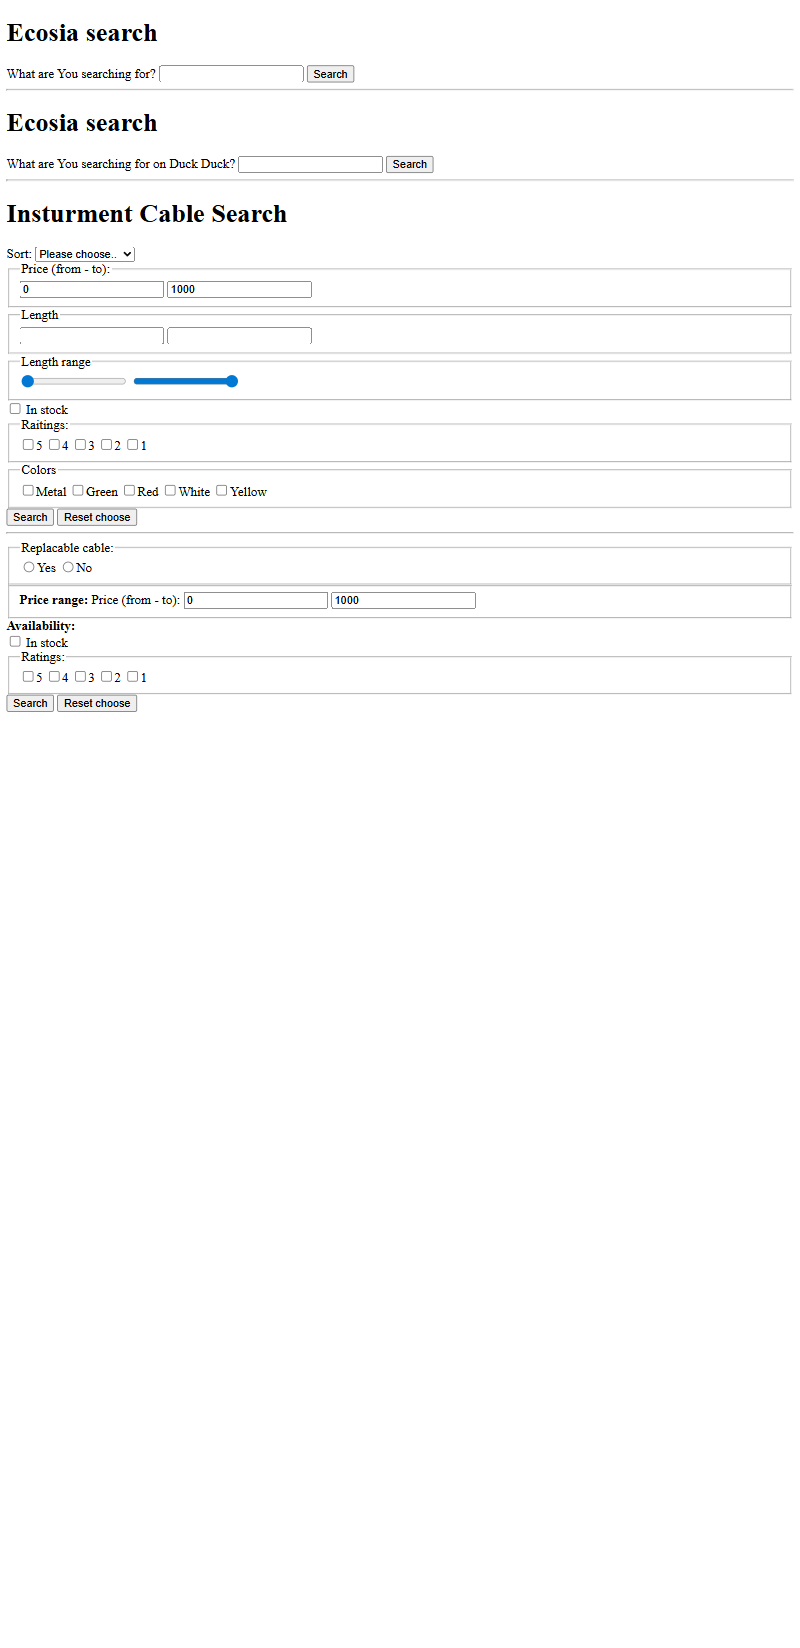 Ecosia search
What are You searching for? Search
Ecosia search
What are You searching for on Duck Duck? Search
Insturment Cable Search
Sort: Please choose..
Price (from - to):
0 1000
Length
Length range
In stock
Raitings:
5 4 3 2 1
Colors
Metal Green Red White Yellow
Search Reset choose
Replacable cable:
Yes No
Price range: Price (from - to): 0 1000
Availability:
In stock
Ratings:
5 4 3 2 1
Search Reset choose